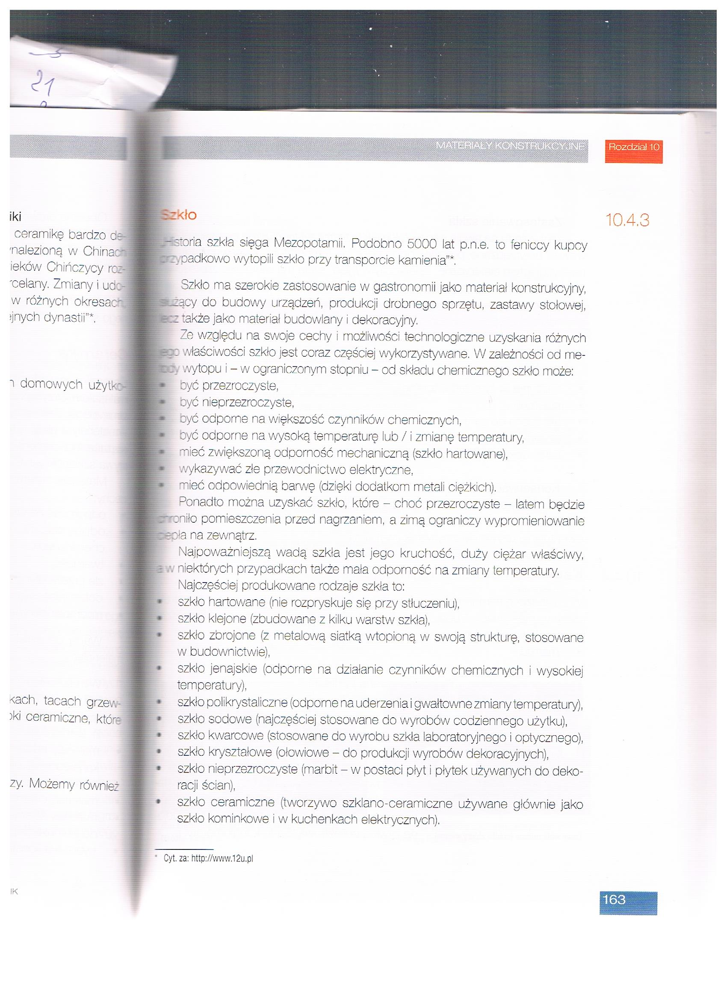 21
MATERIAŁY KONSTRUKCYJNE
Rozdział 10
iki
ceramikę bardzo de-
nalezioną w Chinach
ieków Chińczycy roz-
celany. Zmiany i udo-
w różnych okresach,
jnych dynastii"*.
domowych użytko-
kach, tacach grzew-
ki ceramiczne, które
zy. Możemy również
IK
Szkło
10.4.3
„Historia szkła sięga Mezopotamii. Podobno 5000 lat p.n.e. to feniccy kupcy
przypadkowo wytopili szkło przy transporcie kamienia"*.
Szkło ma szerokie zastosowanie w gastronomii jako materiał konstrukcyjny,
służący do budowy urządzeń, produkcji drobnego sprzętu, zastawy stołowej,
lecz także jako materiał budowlany i dekoracyjny.
Ze względu na swoje cechy i możliwości technologiczne uzyskania różnych
jego właściwości szkło jest coraz częściej wykorzystywane. W zależności od me-
tody wytopu i – w ograniczonym stopniu – od składu chemicznego szkło może:
• być przezroczyste,
• być nieprzezroczyste,
• być odporne na większość czynników chemicznych,
• być odporne na wysoką temperaturę lub / i zmianę temperatury,
• mieć zwiększoną odporność mechaniczną (szkło hartowane),
• wykazywać złe przewodnictwo elektryczne,
• mieć odpowiednią barwę (dzięki dodatkom metali ciężkich).
Ponadto można uzyskać szkło, które – choć przezroczyste – latem będzie
chroniło pomieszczenia przed nagrzaniem, a zimą ograniczy wypromieniowanie
ciepła na zewnątrz.
Najpoważniejszą wadą szkła jest jego kruchość, duży ciężar właściwy,
a w niektórych przypadkach także mała odporność na zmiany temperatury.
Najczęściej produkowane rodzaje szkła to:
• szkło hartowane (nie rozpryskuje się przy stłuczeniu),
• szkło klejone (zbudowane z kilku warstw szkła),
• szkło zbrojone (z metalową siatką wtopioną w swoją strukturę, stosowane
w budownictwie),
• szkło jenajskie (odporne na działanie czynników chemicznych i wysokiej
temperatury),
• szkło polikrystaliczne (odporne na uderzenia i gwałtowne zmiany temperatury),
• szkło sodowe (najczęściej stosowane do wyrobów codziennego użytku),
• szkło kwarcowe (stosowane do wyrobu szkła laboratoryjnego i optycznego),
• szkło kryształowe (ołowiowe – do produkcji wyrobów dekoracyjnych),
• szkło nieprzezroczyste (marbit – w postaci płyt i płytek używanych do deko-
racji ścian),
• szkło ceramiczne (tworzywo szklano-ceramiczne używane głównie jako
szkło kominkowe i w kuchenkach elektrycznych).
* Cyt. za: http://www.12u.pl
163